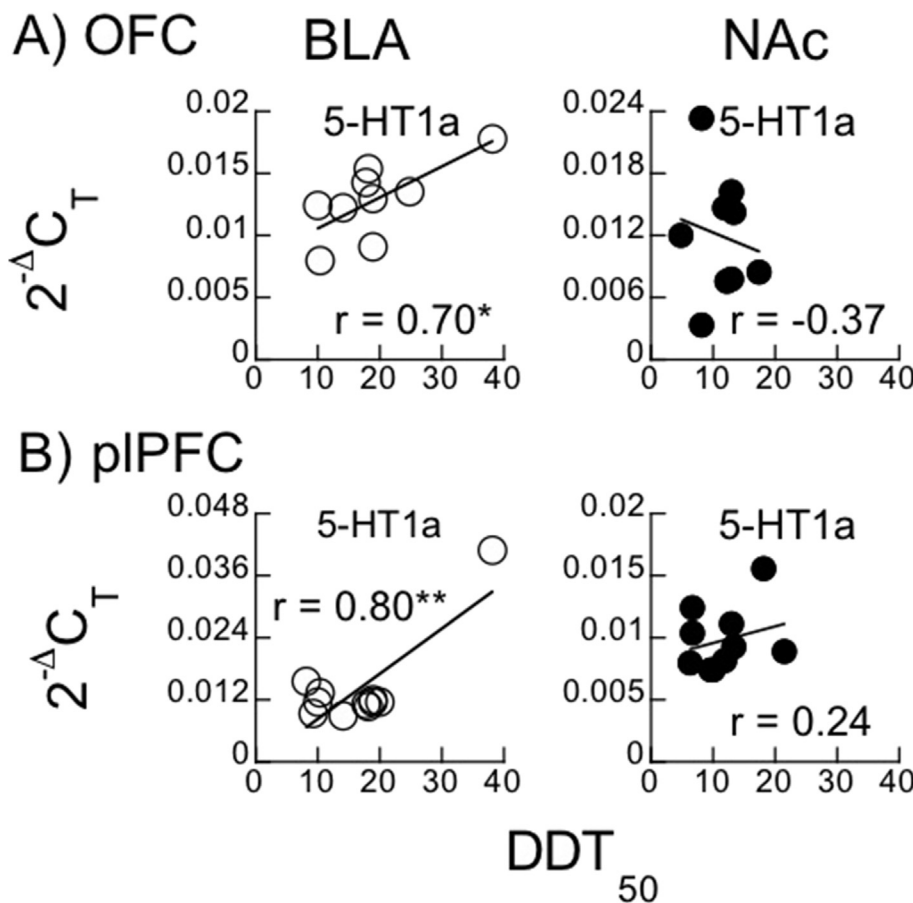 A) OFC
BLA
NAc
0.02
0.015
0.01
0.005
0
5-HT1a
r = 0.70*
0 10 20 30 40
2^-ΔC_T
0.024
0.018
0.012
0.006
0
5-HT1a
r = -0.37
0 10 20 30 40
B) plPFC
0.048
0.036
0.024
0.012
0
5-HT1a
r = 0.80**
0 10 20 30 40
2^-ΔC_T
0.02
0.015
0.01
0.005
0
5-HT1a
r = 0.24
0 10 20 30 40
DDT_50